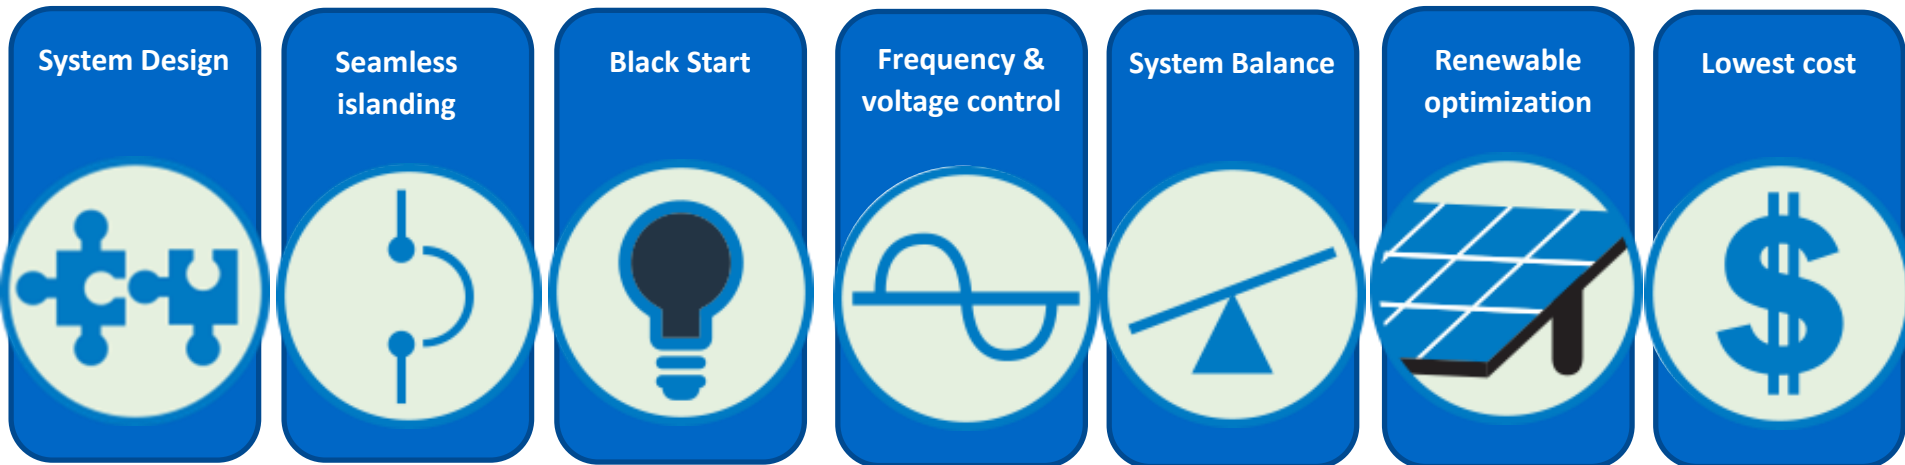 System Design
Seamless
islanding
Black Start
Frequency &
voltage control
System Balance
Renewable
optimization
Lowest cost